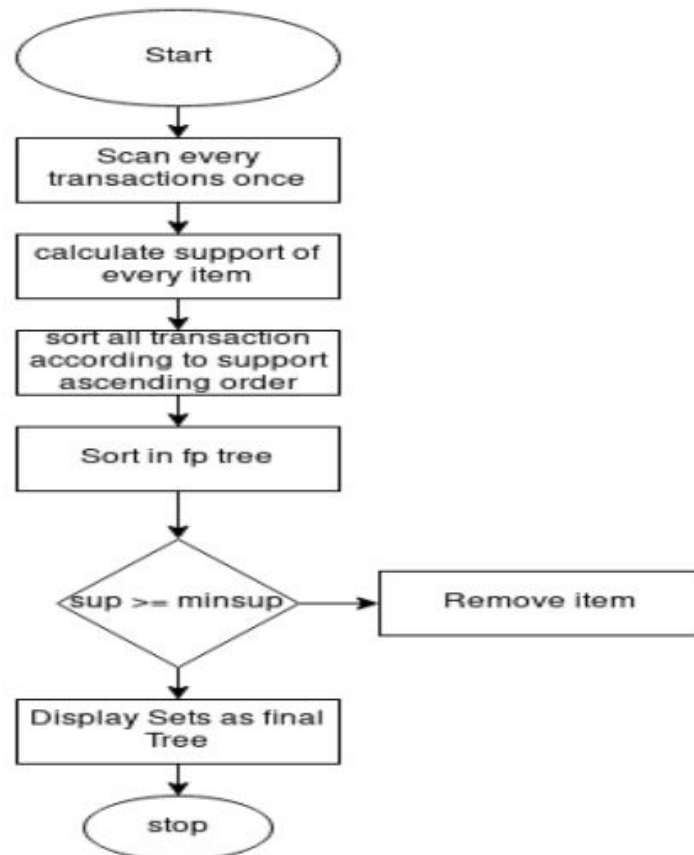 Start
Scan every
transactions once
calculate support of
every item
sort all transaction
according to support
ascending order
Sort in fp tree
sup >= minsup
Remove item
Display Sets as final
Tree
stop